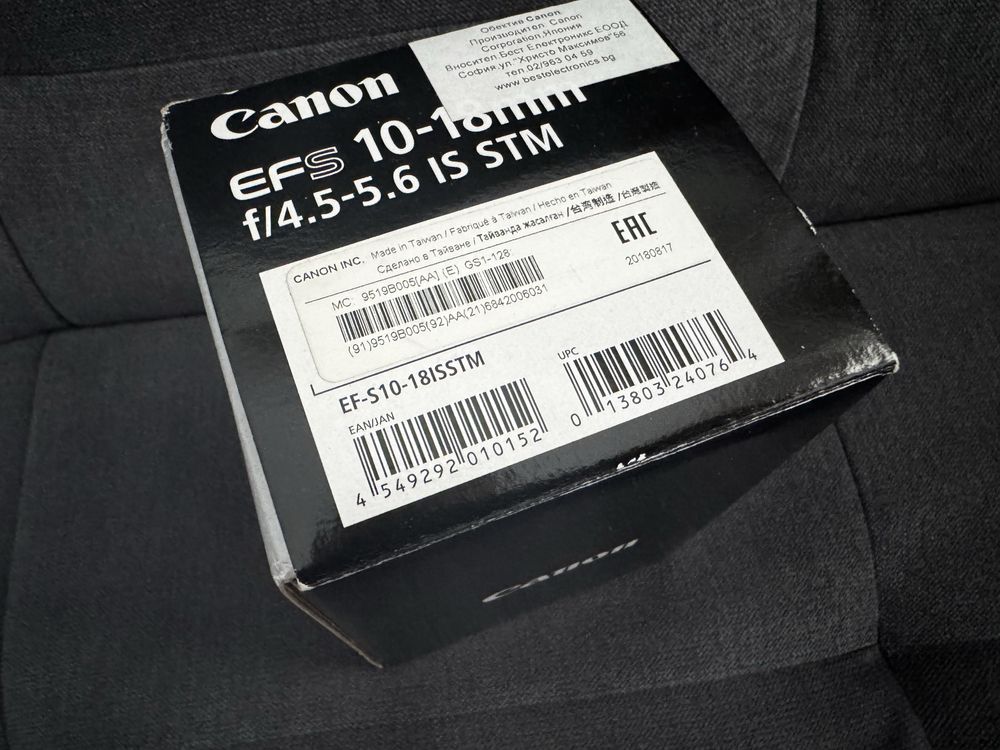 Обектив Canon
Производител Canon
Corporation.Япония
Вносител.Бест Електроникс ЕООД
София.ул."Христо Максимов"56
тел.02/963 04 59
www.bestelectronics.bg
Canon
EFS 10-18mm
f/4.5-5.6 IS STM
CANON INC. Made in Taiwan / Fabriqué à Taïwan / Hecho en Taiwan
Сделано в Тайване / Тайванда жасалган /台湾制造 /台灣製造
MC: 9519B005[AA] (E) GS1-128
EAC
20180817
(91)9519B005(92)AA(21)6842006031
EF-S10-18ISSTM
EAN/JAN
4 549292 010152
UPC
0 13803 24076 4
Canon